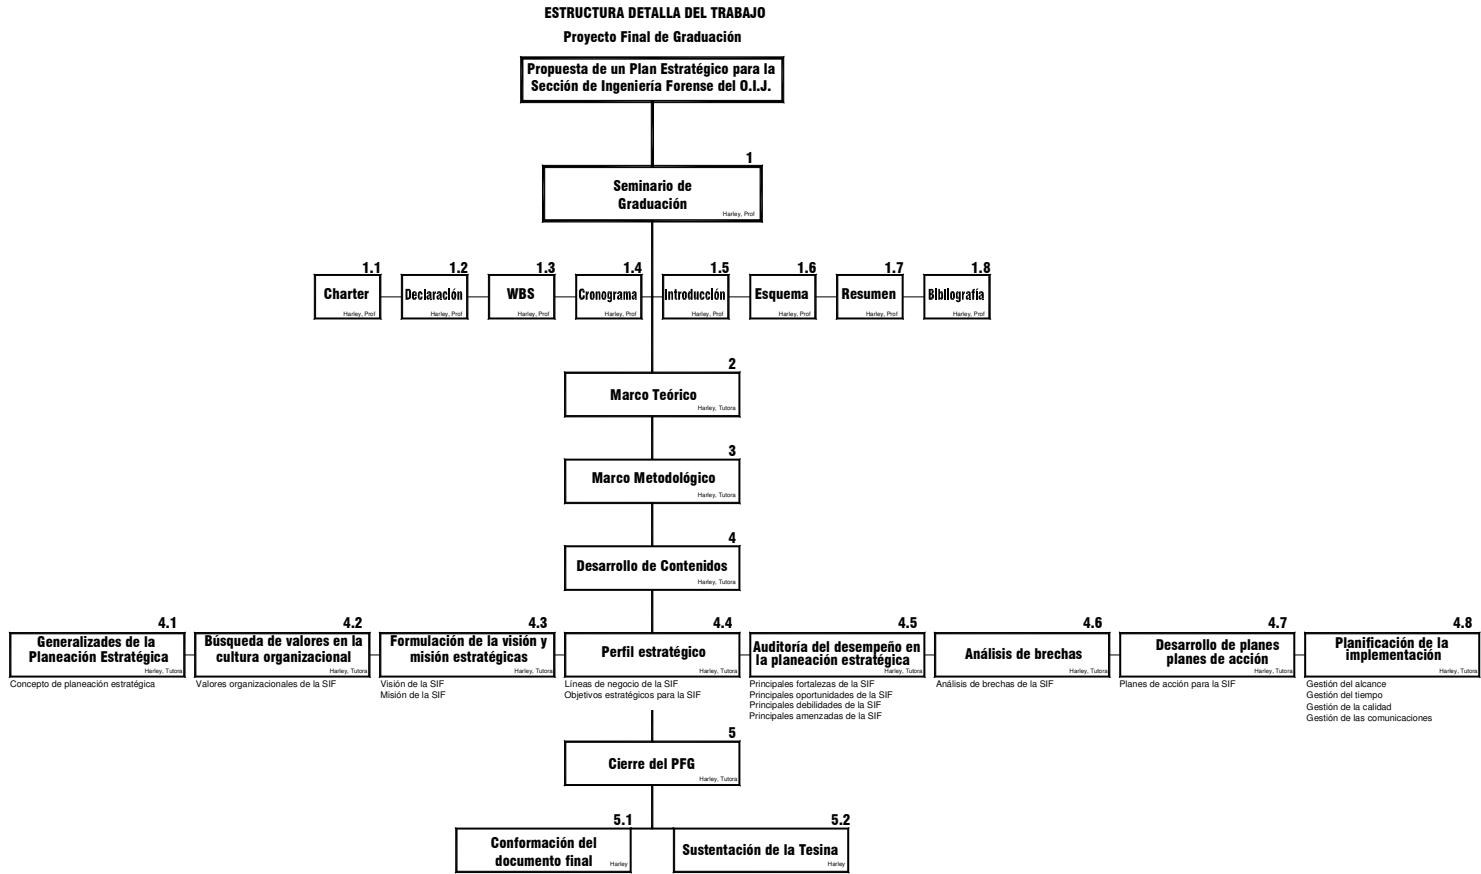 ESTRUCTURA DETALLA DEL TRABAJO
Proyecto Final de Graduación
Propuesta de un Plan Estratégico para la
Sección de Ingeniería Forense del O.I.J.
1
Seminario de
Graduación
Harley, Prof
1.1
Charter
Harley, Prof
1.2
Declaración
Harley, Prof
1.3
WBS
Harley, Prof
1.4
Cronograma
Harley, Prof
1.5
Introducción
Harley, Prof
1.6
Esquema
Harley, Prof
1.7
Resumen
Harley, Prof
1.8
Bibliografía
Harley, Prof
2
Marco Teórico
Harley, Tutora
3
Marco Metodológico
Harley, Tutora
4
Desarrollo de Contenidos
Harley, Tutora
4.1
Generalizades de la
Planeación Estratégica
Harley, Tutora
Concepto de planeación estratégica
4.2
Búsqueda de valores en la
cultura organizacional
Harley, Tutora
Valores organizacionales de la SIF
4.3
Formulación de la visión y
misión estratégicas
Harley, Tutora
Visión de la SIF
Misión de la SIF
4.4
Perfil estratégico
Harley, Tutora
Líneas de negocio de la SIF
Objetivos estratégicos para la SIF
4.5
Auditoría del desempeño en
la planeación estratégica
Harley, Tutora
Principales fortalezas de la SIF
Principales oportunidades de la SIF
Principales debilidades de la SIF
Principales amenzadas de la SIF
4.6
Análisis de brechas
Harley, Tutora
Análisis de brechas de la SIF
4.7
Desarrollo de planes
planes de acción
Harley, Tutora
Planes de acción para la SIF
4.8
Planificación de la
implementación
Harley, Tutora
Gestión del alcance
Gestión del tiempo
Gestión de la calidad
Gestión de las comunicaciones
5
Cierre del PFG
Harley, Tutora
5.1
Conformación del
documento final
Harley
5.2
Sustentación de la Tesina
Harley